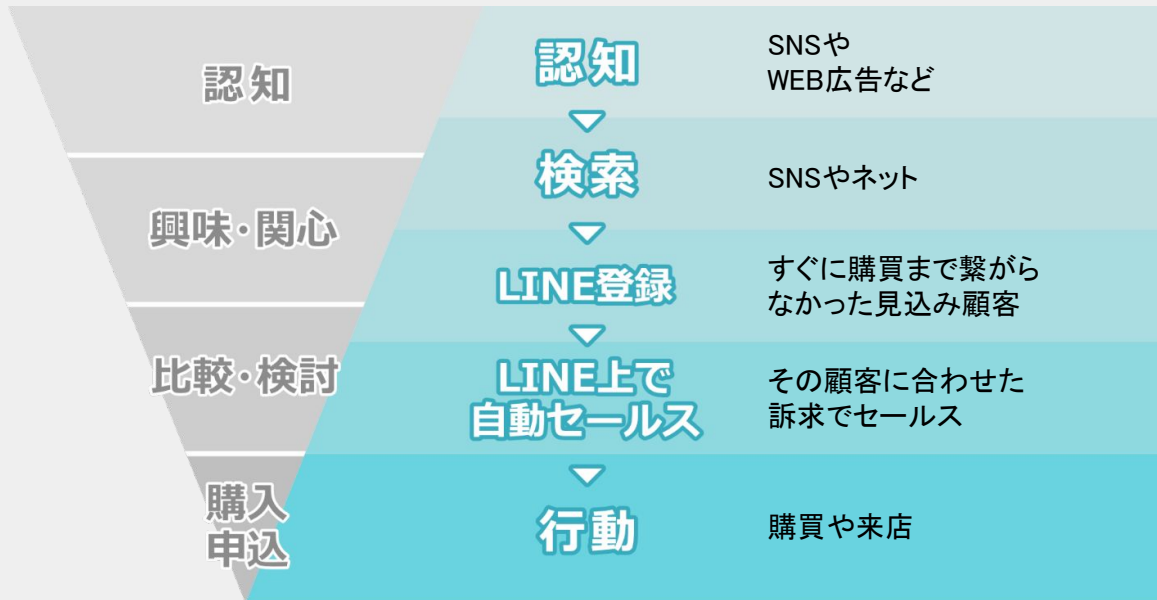 認知
興味・関心
比較・検討
購入
申込
認知
SNSや
WEB広告など
検索
SNSやネット
LINE登録
すぐに購買まで繋がら
なかった見込み顧客
LINE上で
自動セールス
その顧客に合わせた
訴求でセールス
行動
購買や来店